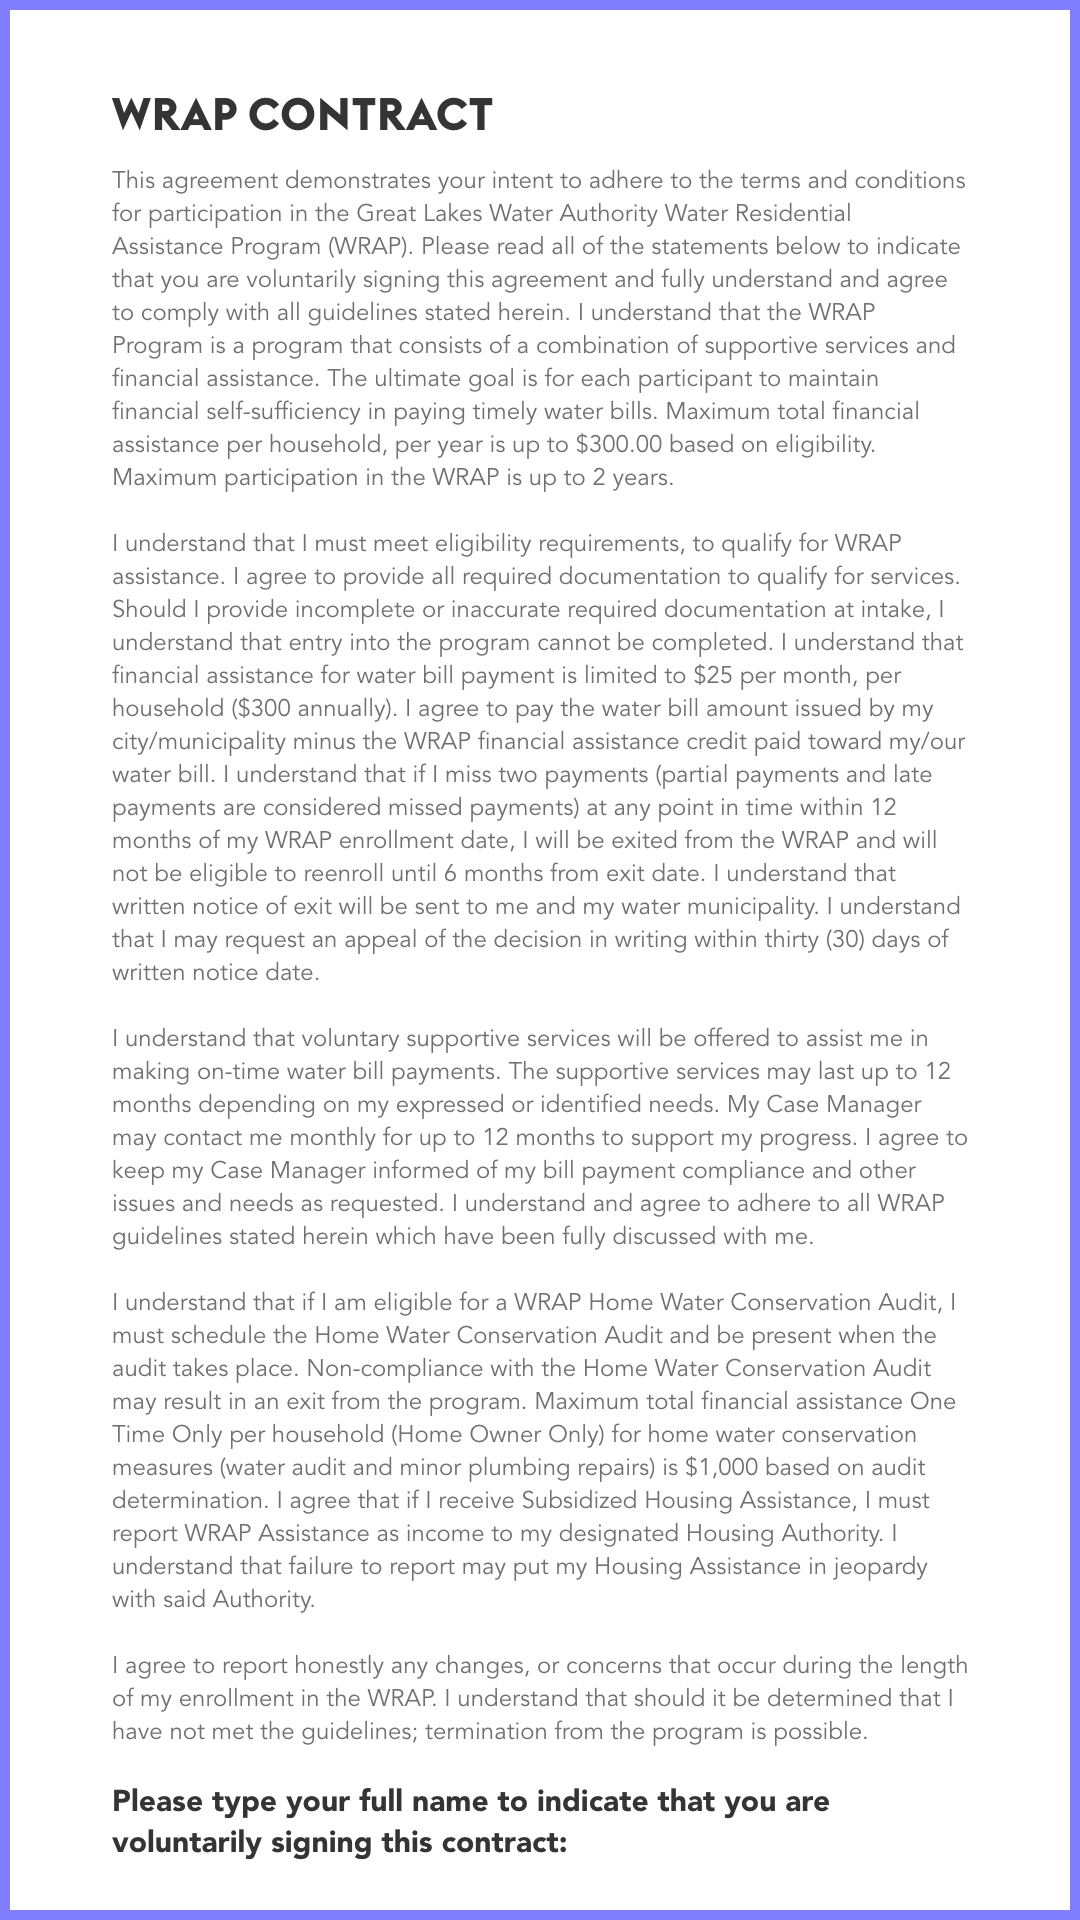 WRAP CONTRACT
This agreement demonstrates your intent to adhere to the terms and conditions
for participation in the Great Lakes Water Authority Water Residential
Assistance Program (WRAP). Please read all of the statements below to indicate
that you are voluntarily signing this agreement and fully understand and agree
to comply with all guidelines stated herein. I understand that the WRAP
Program is a program that consists of a combination of supportive services and
financial assistance. The ultimate goal is for each participant to maintain
financial self-sufficiency in paying timely water bills. Maximum total financial
assistance per household, per year is up to $300.00 based on eligibility.
Maximum participation in the WRAP is up to 2 years.
I understand that I must meet eligibility requirements, to qualify for WRAP
assistance. I agree to provide all required documentation to qualify for services.
Should I provide incomplete or inaccurate required documentation at intake, I
understand that entry into the program cannot be completed. I understand that
financial assistance for water bill payment is limited to $25 per month, per
household ($300 annually). I agree to pay the water bill amount issued by my
city/municipality minus the WRAP financial assistance credit paid toward my/our
water bill. I understand that if I miss two payments (partial payments and late
payments are considered missed payments) at any point in time within 12
months of my WRAP enrollment date, I will be exited from the WRAP and will
not be eligible to reenroll until 6 months from exit date. I understand that
written notice of exit will be sent to me and my water municipality. I understand
that I may request an appeal of the decision in writing within thirty (30) days of
written notice date.
I understand that voluntary supportive services will be offered to assist me in
making on-time water bill payments. The supportive services may last up to 12
months depending on my expressed or identified needs. My Case Manager
may contact me monthly for up to 12 months to support my progress. I agree to
keep my Case Manager informed of my bill payment compliance and other
issues and needs as requested. I understand and agree to adhere to all WRAP
guidelines stated herein which have been fully discussed with me.
I understand that if I am eligible for a WRAP Home Water Conservation Audit, I
must schedule the Home Water Conservation Audit and be present when the
audit takes place. Non-compliance with the Home Water Conservation Audit
may result in an exit from the program. Maximum total financial assistance One
Time Only per household (Home Owner Only) for home water conservation
measures (water audit and minor plumbing repairs) is $1,000 based on audit
determination. I agree that if I receive Subsidized Housing Assistance, I must
report WRAP Assistance as income to my designated Housing Authority. I
understand that failure to report may put my Housing Assistance in jeopardy
with said Authority.
I agree to report honestly any changes, or concerns that occur during the length
of my enrollment in the WRAP. I understand that should it be determined that I
have not met the guidelines; termination from the program is possible.
Please type your full name to indicate that you are
voluntarily signing this contract: